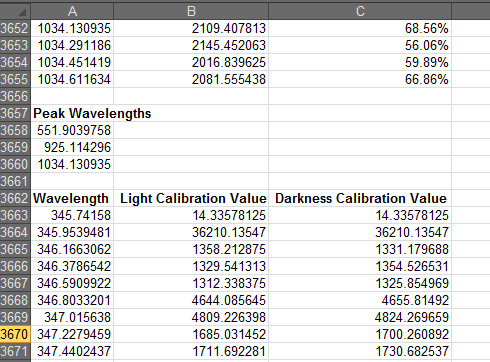 A B C
3652 1034.130935 2109.407813 68.56%
3653 1034.291186 2145.452063 56.06%
3654 1034.451419 2016.839625 59.89%
3655 1034.611634 2081.555438 66.86%
3656
3657 Peak Wavelengths
3658 551.9039758
3659 925.114296
3660 1034.130935
3661
3662 Wavelength Light Calibration Value Darkness Calibration Value
3663 345.74158 14.33578125 14.33578125
3664 345.9539481 36210.13547 36210.13547
3665 346.1663062 1358.212875 1331.179688
3666 346.3786542 1329.541313 1354.526531
3667 346.5909922 1312.338375 1325.854969
3668 346.8033201 4644.085645 4655.81492
3669 347.015638 4809.226398 4824.269659
3670 347.2279459 1685.031452 1700.260892
3671 347.4402437 1711.692281 1730.682537